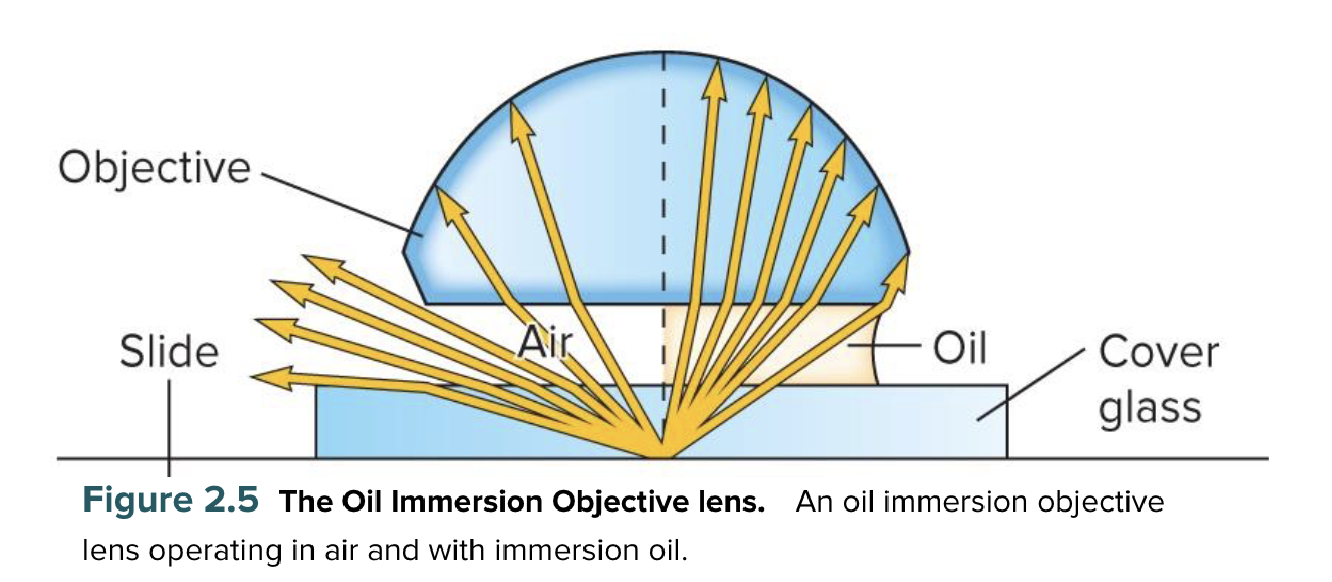 Objective
Air
Slide
Oil
Cover
glass
Figure 2.5 The Oil Immersion Objective lens. An oil immersion objective
lens operating in air and with immersion oil.